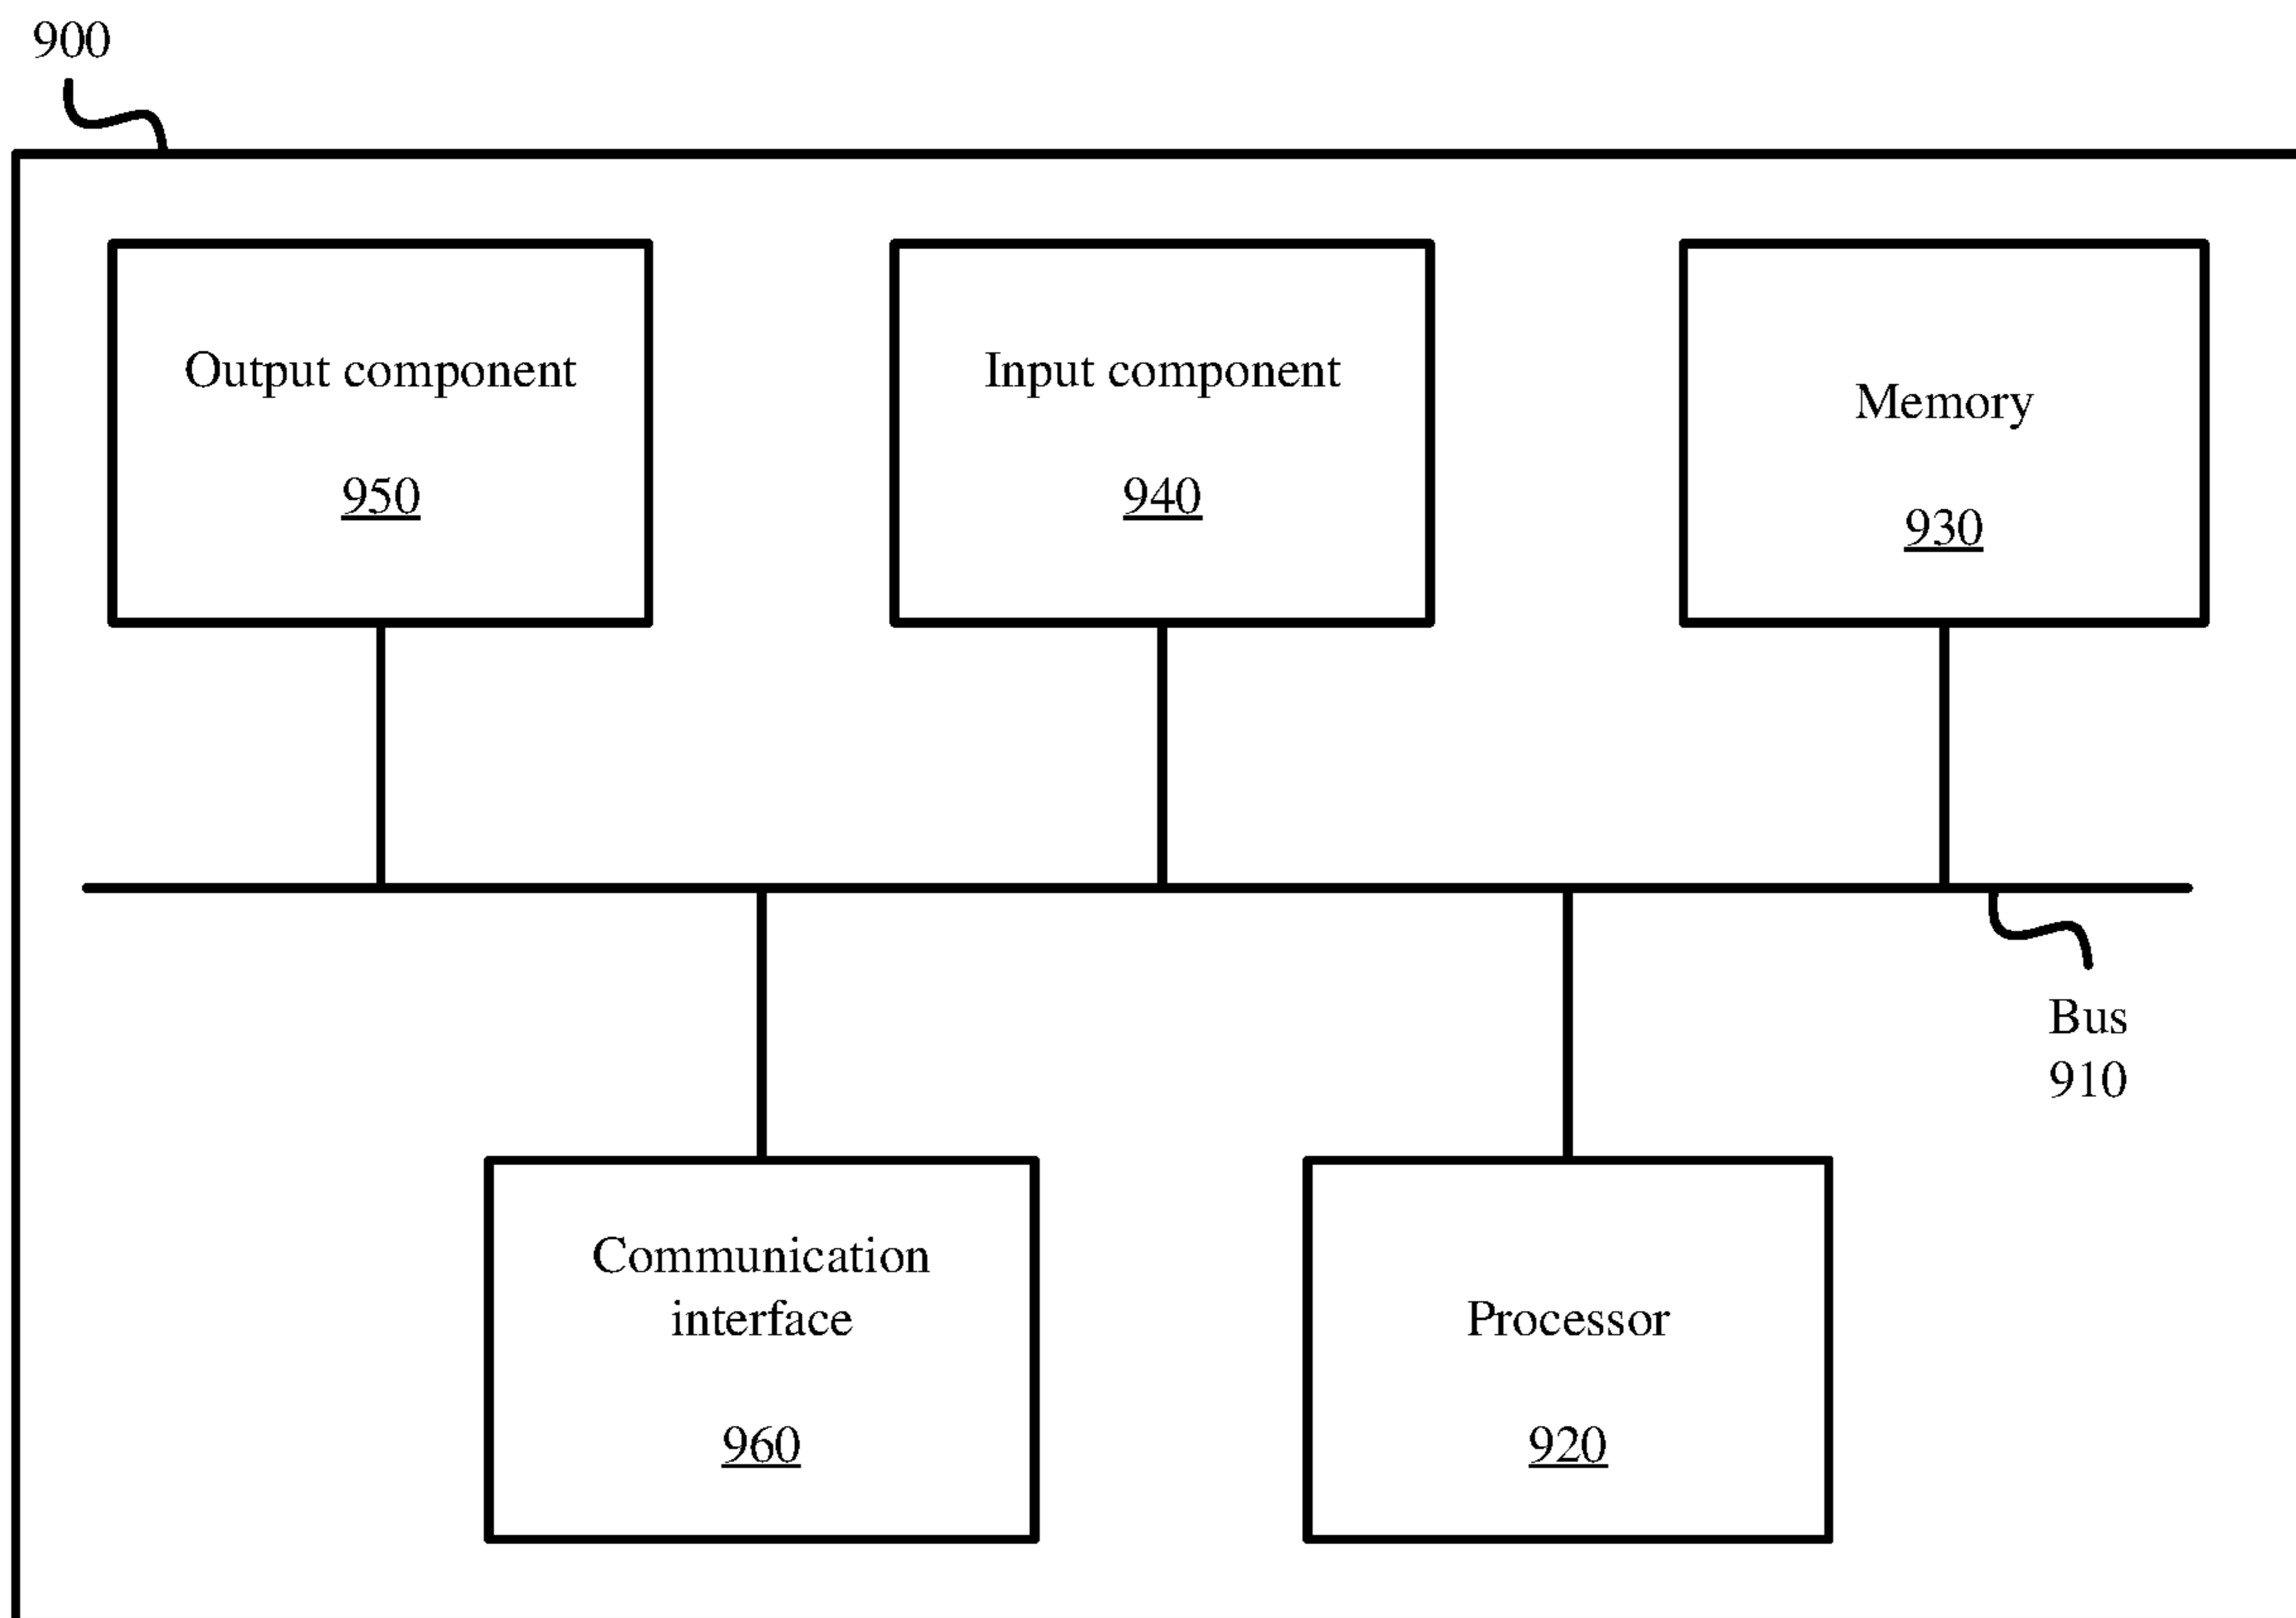 900
Output component
950
Input component
940
Memory
930
Bus
910
Communication
interface
960
Processor
920